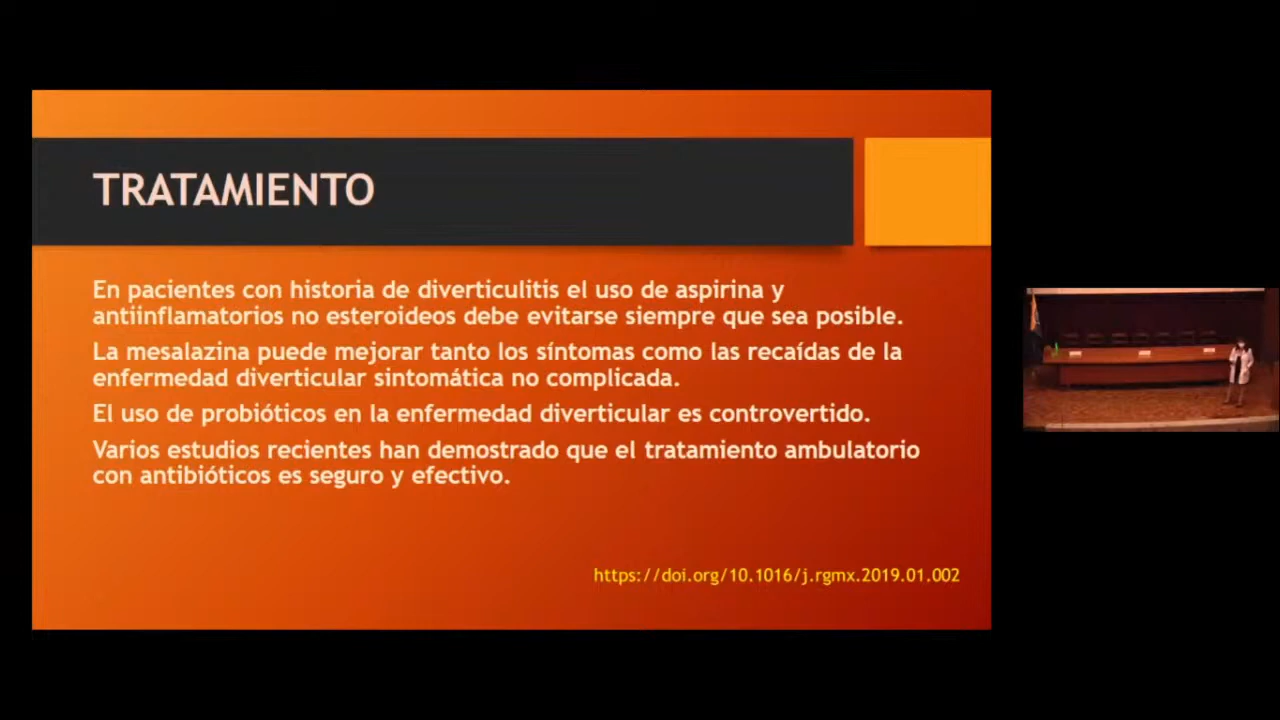 TRATAMIENTO
En pacientes con historia de diverticulitis el uso de aspirina y
antiinflamatorios no esteroideos debe evitarse siempre que sea posible.
La mesalazina puede mejorar tanto los síntomas como las recaídas de la
enfermedad diverticular sintomática no complicada.
El uso de probióticos en la enfermedad diverticular es controvertido.
Varios estudios recientes han demostrado que el tratamiento ambulatorio
con antibióticos es seguro y efectivo.
https://doi.org/10.1016/j.rgmx.2019.01.002